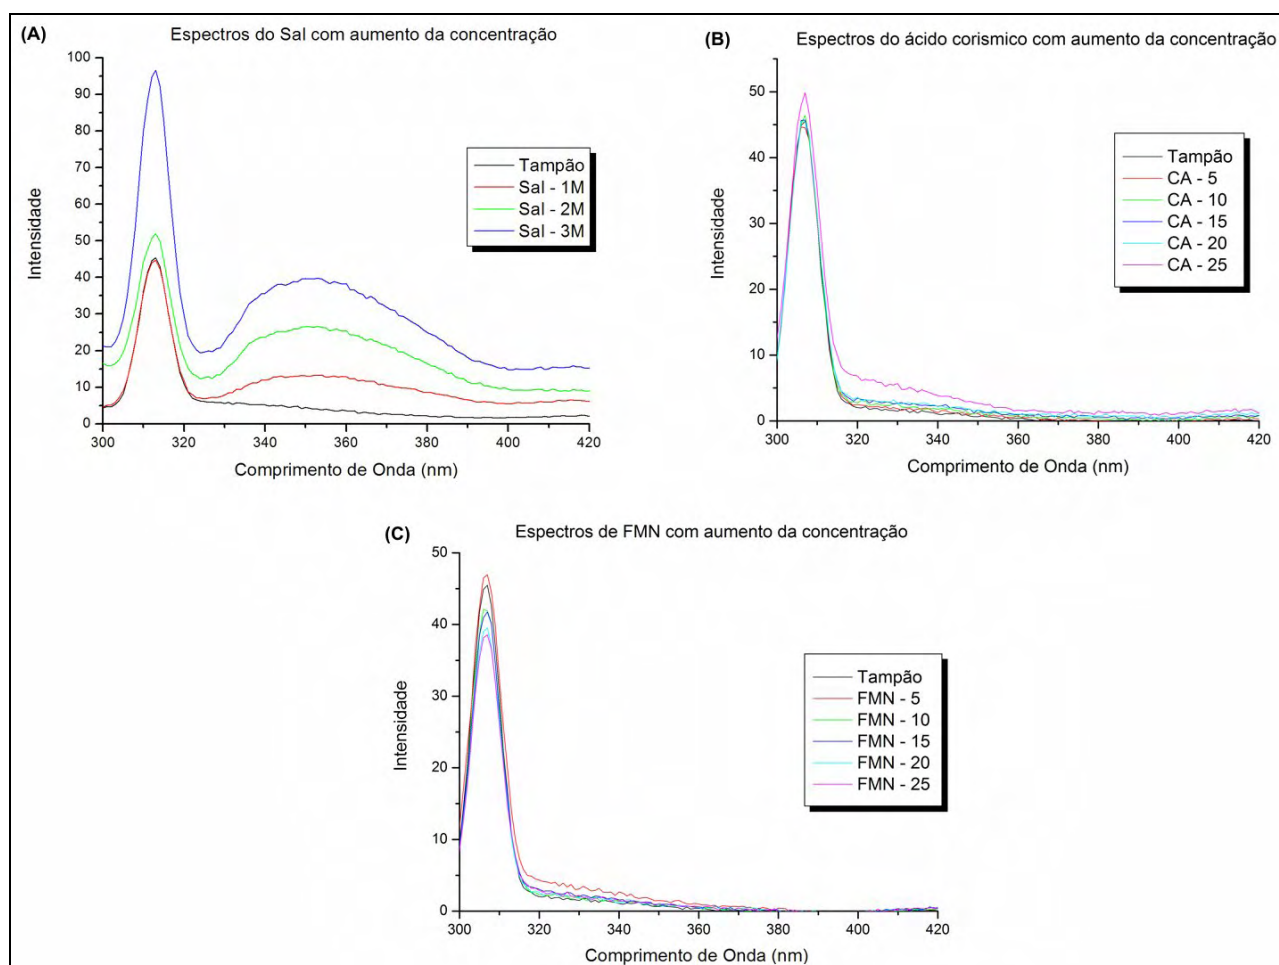 (A)
Espectros do Sal com aumento da concentração
100
90
80
70
60
50
40
30
20
10
0
Intensidade
300
320
340
360
380
400
420
Comprimento de Onda (nm)
Tampão
Sal - 1M
Sal - 2M
Sal - 3M
(B)
Espectros do ácido corismico com aumento da concentração
50
40
30
20
10
0
Intensidade
300
320
340
360
380
400
420
Comprimento de Onda (nm)
Tampão
CA - 5
CA - 10
CA - 15
CA - 20
CA - 25
(C)
Espectros de FMN com aumento da concentração
50
40
30
20
10
0
Intensidade
300
320
340
360
380
400
420
Comprimento de Onda (nm)
Tampão
FMN - 5
FMN - 10
FMN - 15
FMN - 20
FMN - 25